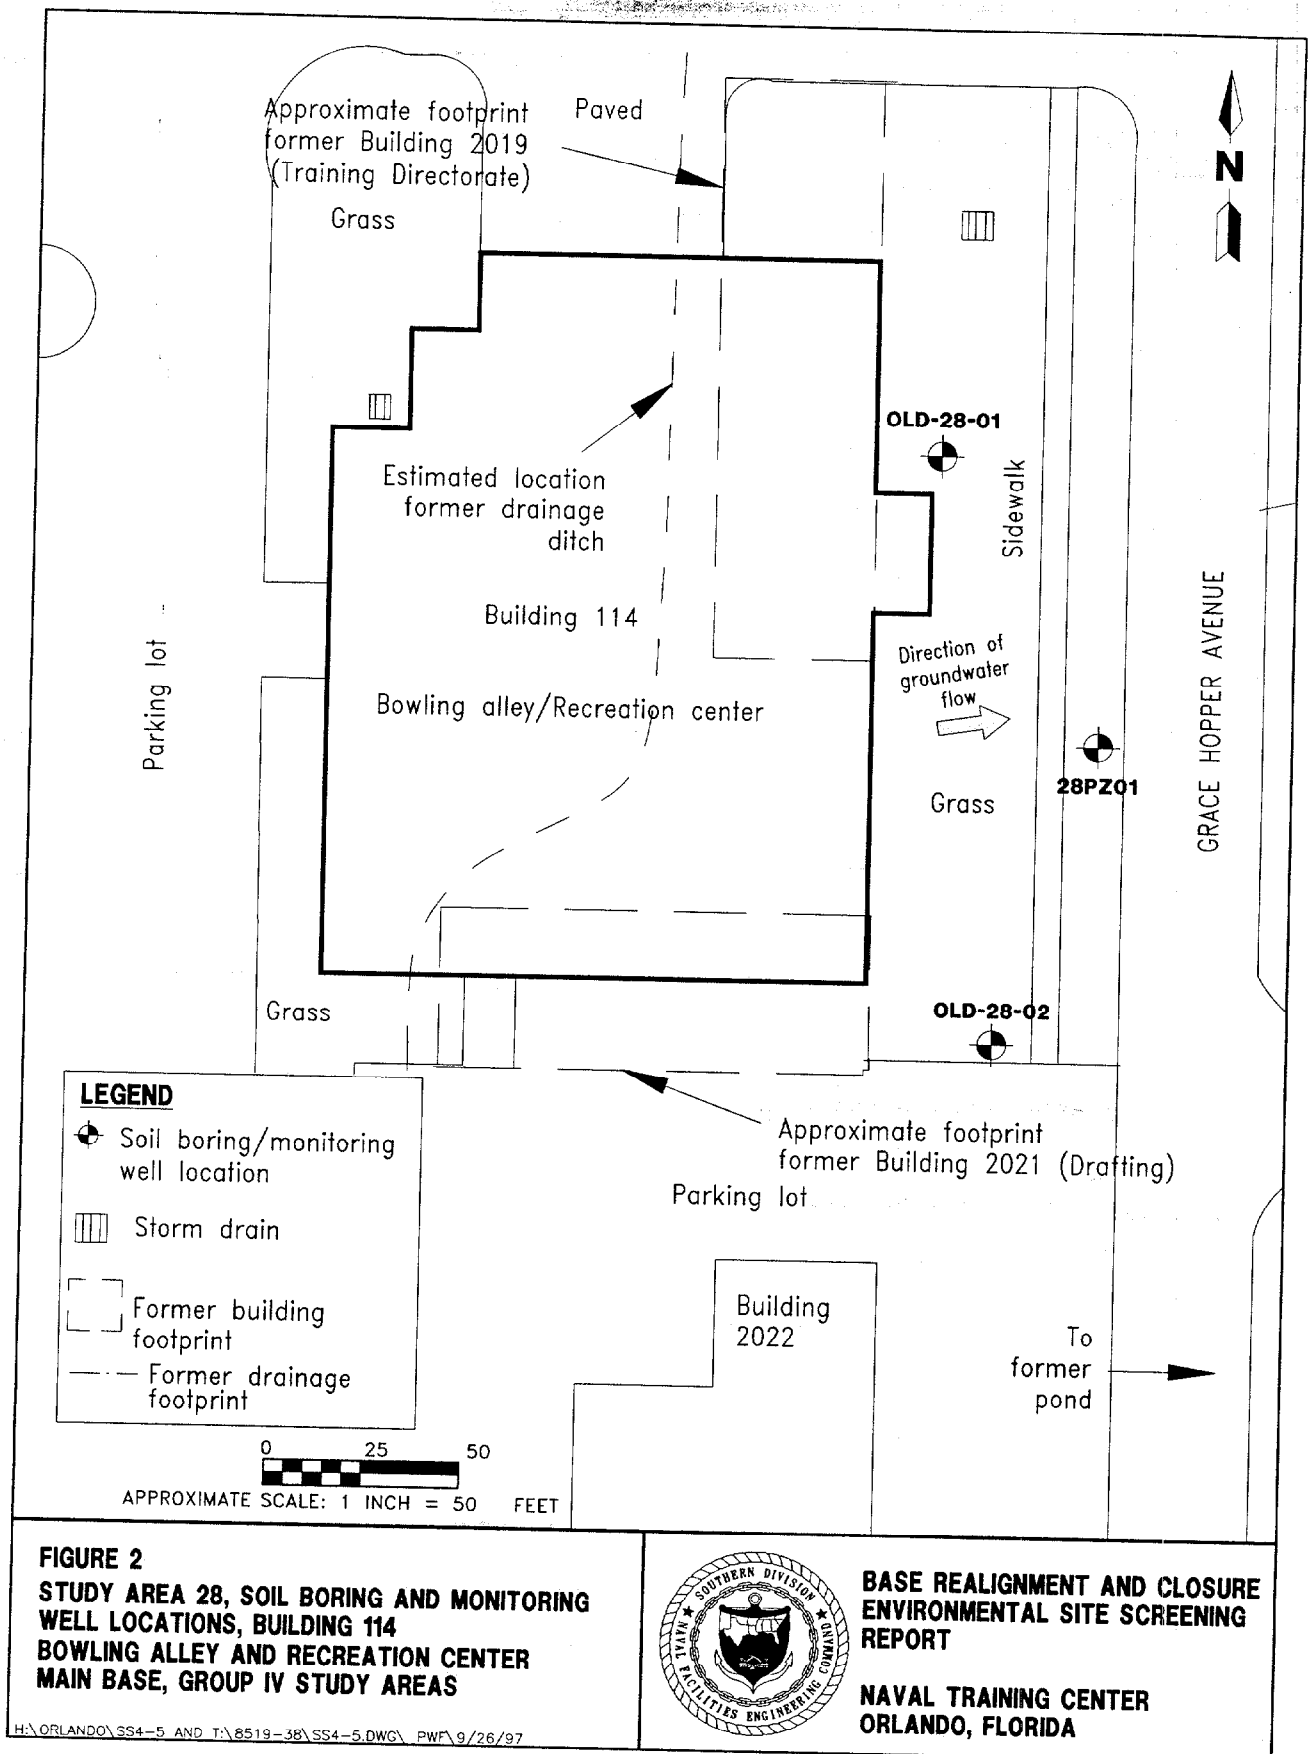 Approximate footprint
former Building 2019
(Training Directorate)
Paved
Grass
N
OLD-28-01
Sidewalk
Estimated location
former drainage
ditch
Building 114
Direction of
groundwater
flow
Bowling alley/Recreation center
Parking lot
GRACE HOPPER AVENUE
28PZ01
Grass
Grass
OLD-28-02
LEGEND
Soil boring/monitoring
well location
Storm drain
Former building
footprint
Former drainage
footprint
Approximate footprint
former Building 2021 (Drafting)
Parking lot
Building
2022
To
former
pond
0 25 50
APPROXIMATE SCALE: 1 INCH = 50 FEET
FIGURE 2
STUDY AREA 28, SOIL BORING AND MONITORING
WELL LOCATIONS, BUILDING 114
BOWLING ALLEY AND RECREATION CENTER
MAIN BASE, GROUP IV STUDY AREAS
H:\ORLANDO\SS4-5 AND T:\8519-38\SS4-5.DWG\ PWF\9/26/97
SOUTHERN DIVISION
NAVAL FACILITIES ENGINEERING COMMAND
BASE REALIGNMENT AND CLOSURE
ENVIRONMENTAL SITE SCREENING
REPORT
NAVAL TRAINING CENTER
ORLANDO, FLORIDA